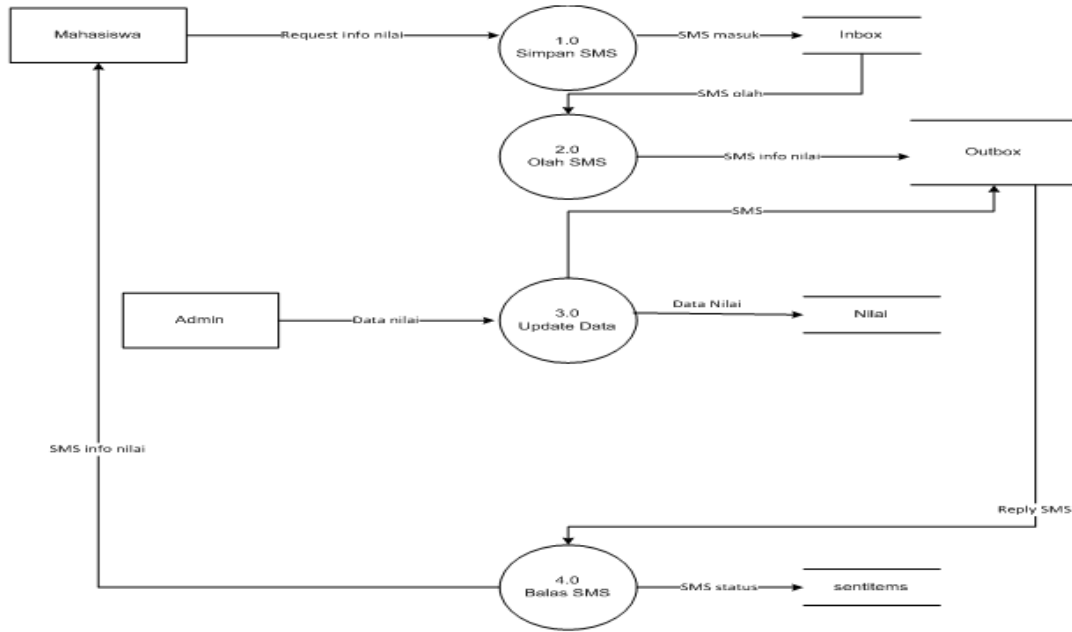 Mahasiswa
Request info nilai
1.0
Simpan SMS
SMS masuk
Inbox
SMS olah
2.0
Olah SMS
SMS info nilai
Outbox
SMS
Admin
Data nilai
3.0
Update Data
Data Nilai
Nilai
SMS info nilai
Reply SMS
4.0
Balas SMS
SMS status
sentitems